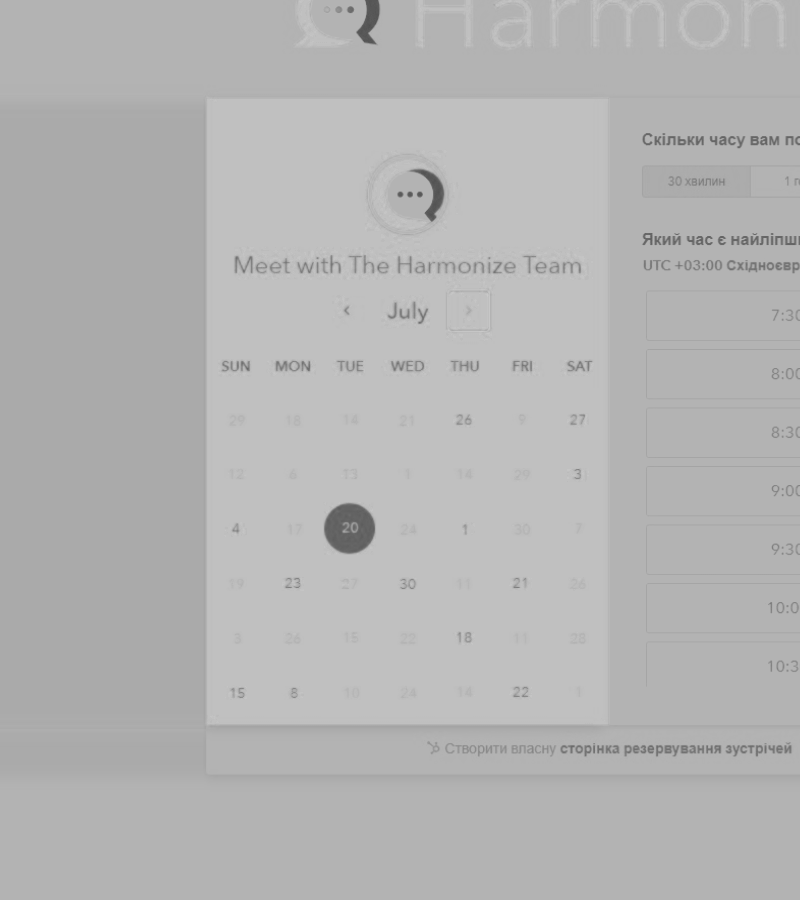 Harmon
Meet with The Harmonize Team
July
SUN MON TUE WED THU FRI SAT
29 18 14 21 26 9 27
12 6 13 14 29 3
4 17 20 24 1 30 7
19 23 27 30 11 21 26
3 26 15 22 18 11 28
15 8 10 24 14 22 1
Скільки часу вам по
30 хвилин 1 г
Який час є найліпш
UTC +03:00 Східноєвр
7:30
8:00
8:30
9:00
9:30
10:0
10:3
Створити власну сторінка резервування зустрічей